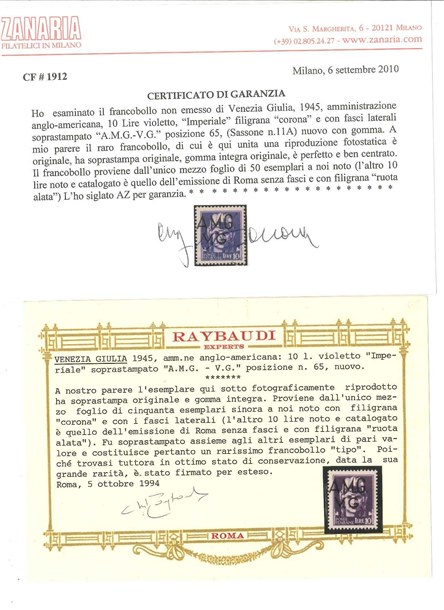 ZANARIA
FILATELICI IN MILANO
VIA S. MARGHERITA, 6 - 20121 MILANO
(+39) 02.805.24.27 - www.zanaria.com
CF # 1912
Milano, 6 settembre 2010
CERTIFICATO DI GARANZIA
Ho esaminato il francobollo non emesso di Venezia Giulia, 1945, amministrazione
anglo-americana, 10 Lire violetto, "Imperiale" filigrana "corona" e con fasci laterali
soprastampato "A.M.G.-V.G." posizione 65, (Sassone n.11A) nuovo con gomma. A
mio parere il raro francobollo, di cui è qui unita una riproduzione fotostatica è
originale, ha soprastampa originale, gomma integra originale, è perfetto e ben centrato.
Il francobollo proviene dall'unico mezzo foglio di 50 esemplari a noi noto (l'altro 10
lire noto e catalogato è quello dell'emissione di Roma senza fasci e con filigrana "ruota
alata") L'ho siglato AZ per garanzia. * * * * * * * * * * * * * * * * * * *
AMG
RAYBAUDI
EXPERTS
VENEZIA GIULIA 1945, amm.ne anglo-americana: 10 l. violetto "Impe-
riale" soprastampato "A.M.G. - V.G." posizione n. 65, nuovo.
*******
A nostro parere l'esemplare qui sotto fotograficamente riprodotto
ha soprastampa originale e gomma integra. Proviene dall'unico mez-
zo foglio di cinquanta esemplari sinora a noi noto con filigrana
"corona" e con i fasci laterali (l'altro 10 lire noto e catalogato
è quello dell'emissione di Roma senza fasci e con filigrana "ruota
alata"). Fu soprastampato assieme agli altri esemplari di pari va-
lore e costituisce pertanto un rarissimo francobollo "tipo". Poi-
ché trovasi tuttora in ottimo stato di conservazione, data la sua
grande rarità, è stato firmato per esteso.
Roma, 5 ottobre 1994
ROMA